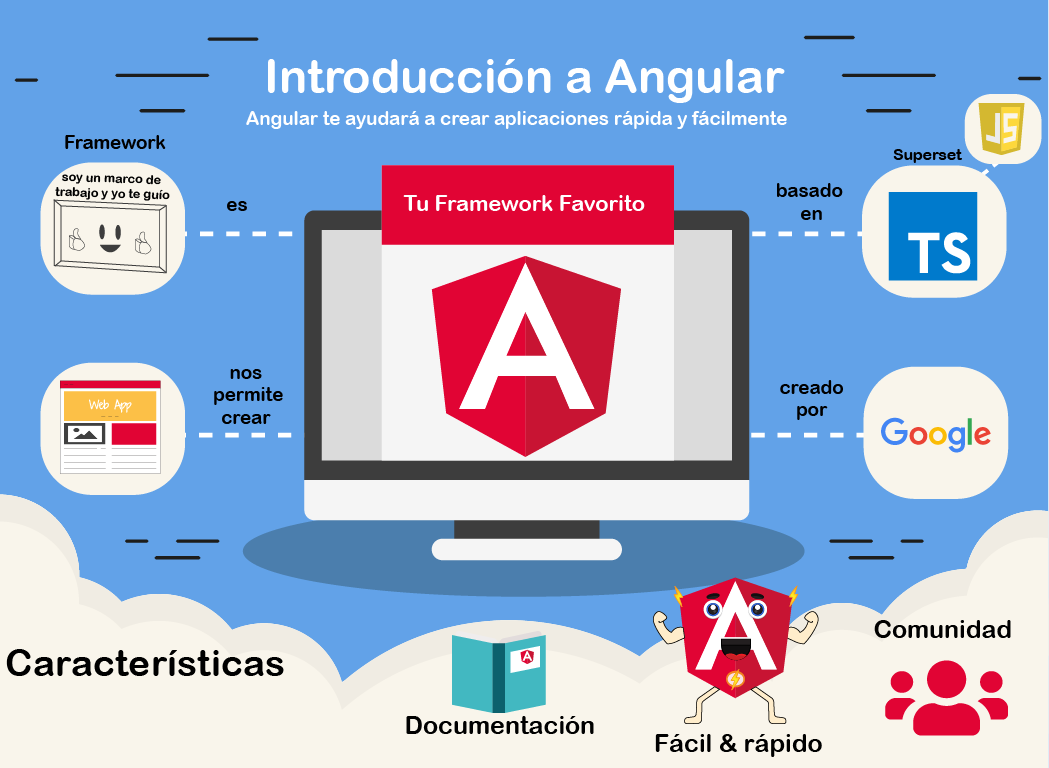 Introducción a Angular
Angular te ayudará a crear aplicaciones rápida y fácilmente
Framework
soy un marco de
trabajo y yo te guío
es
Tu Framework Favorito
A
basado
en
Superset
JS
TS
Web App
nos
permite
crear
creado
por
Google
Características
A
Documentación
A
Fácil & rápido
Comunidad